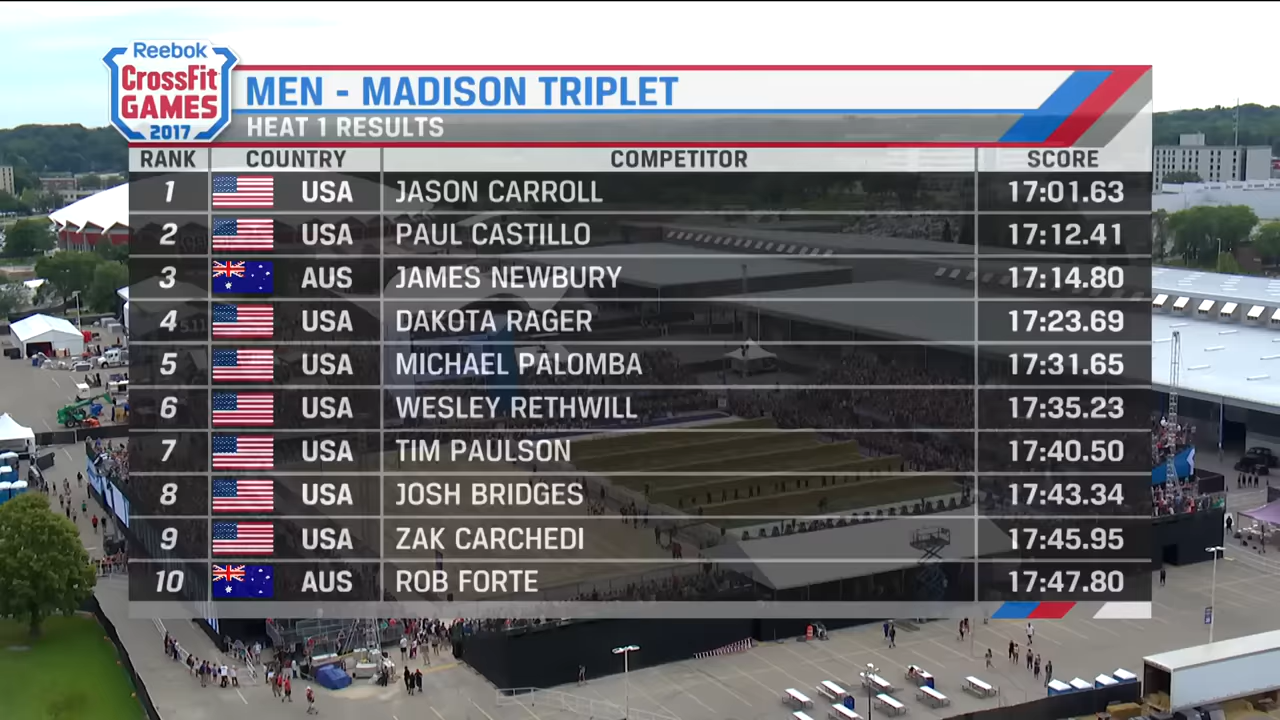 Reebok
CrossFit
GAMES
2017
MEN - MADISON TRIPLET
HEAT 1 RESULTS
RANK COUNTRY COMPETITOR SCORE
1 USA JASON CARROLL 17:01.63
2 USA PAUL CASTILLO 17:12.41
3 AUS JAMES NEWBURY 17:14.80
4 USA DAKOTA RAGER 17:23.69
5 USA MICHAEL PALOMBA 17:31.65
6 USA WESLEY RETHWILL 17:35.23
7 USA TIM PAULSON 17:40.50
8 USA JOSH BRIDGES 17:43.34
9 USA ZAK CARCHEDI 17:45.95
10 AUS ROB FORTE 17:47.80